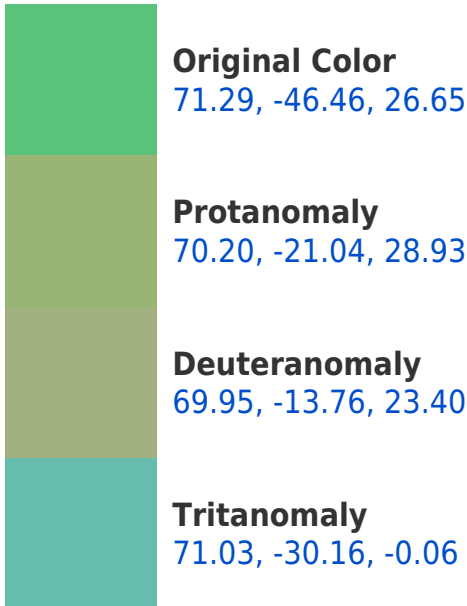 Original Color
71.29, -46.46, 26.65
Protanomaly
70.20, -21.04, 28.93
Deuteranomaly
69.95, -13.76, 23.40
Tritanomaly
71.03, -30.16, -0.06